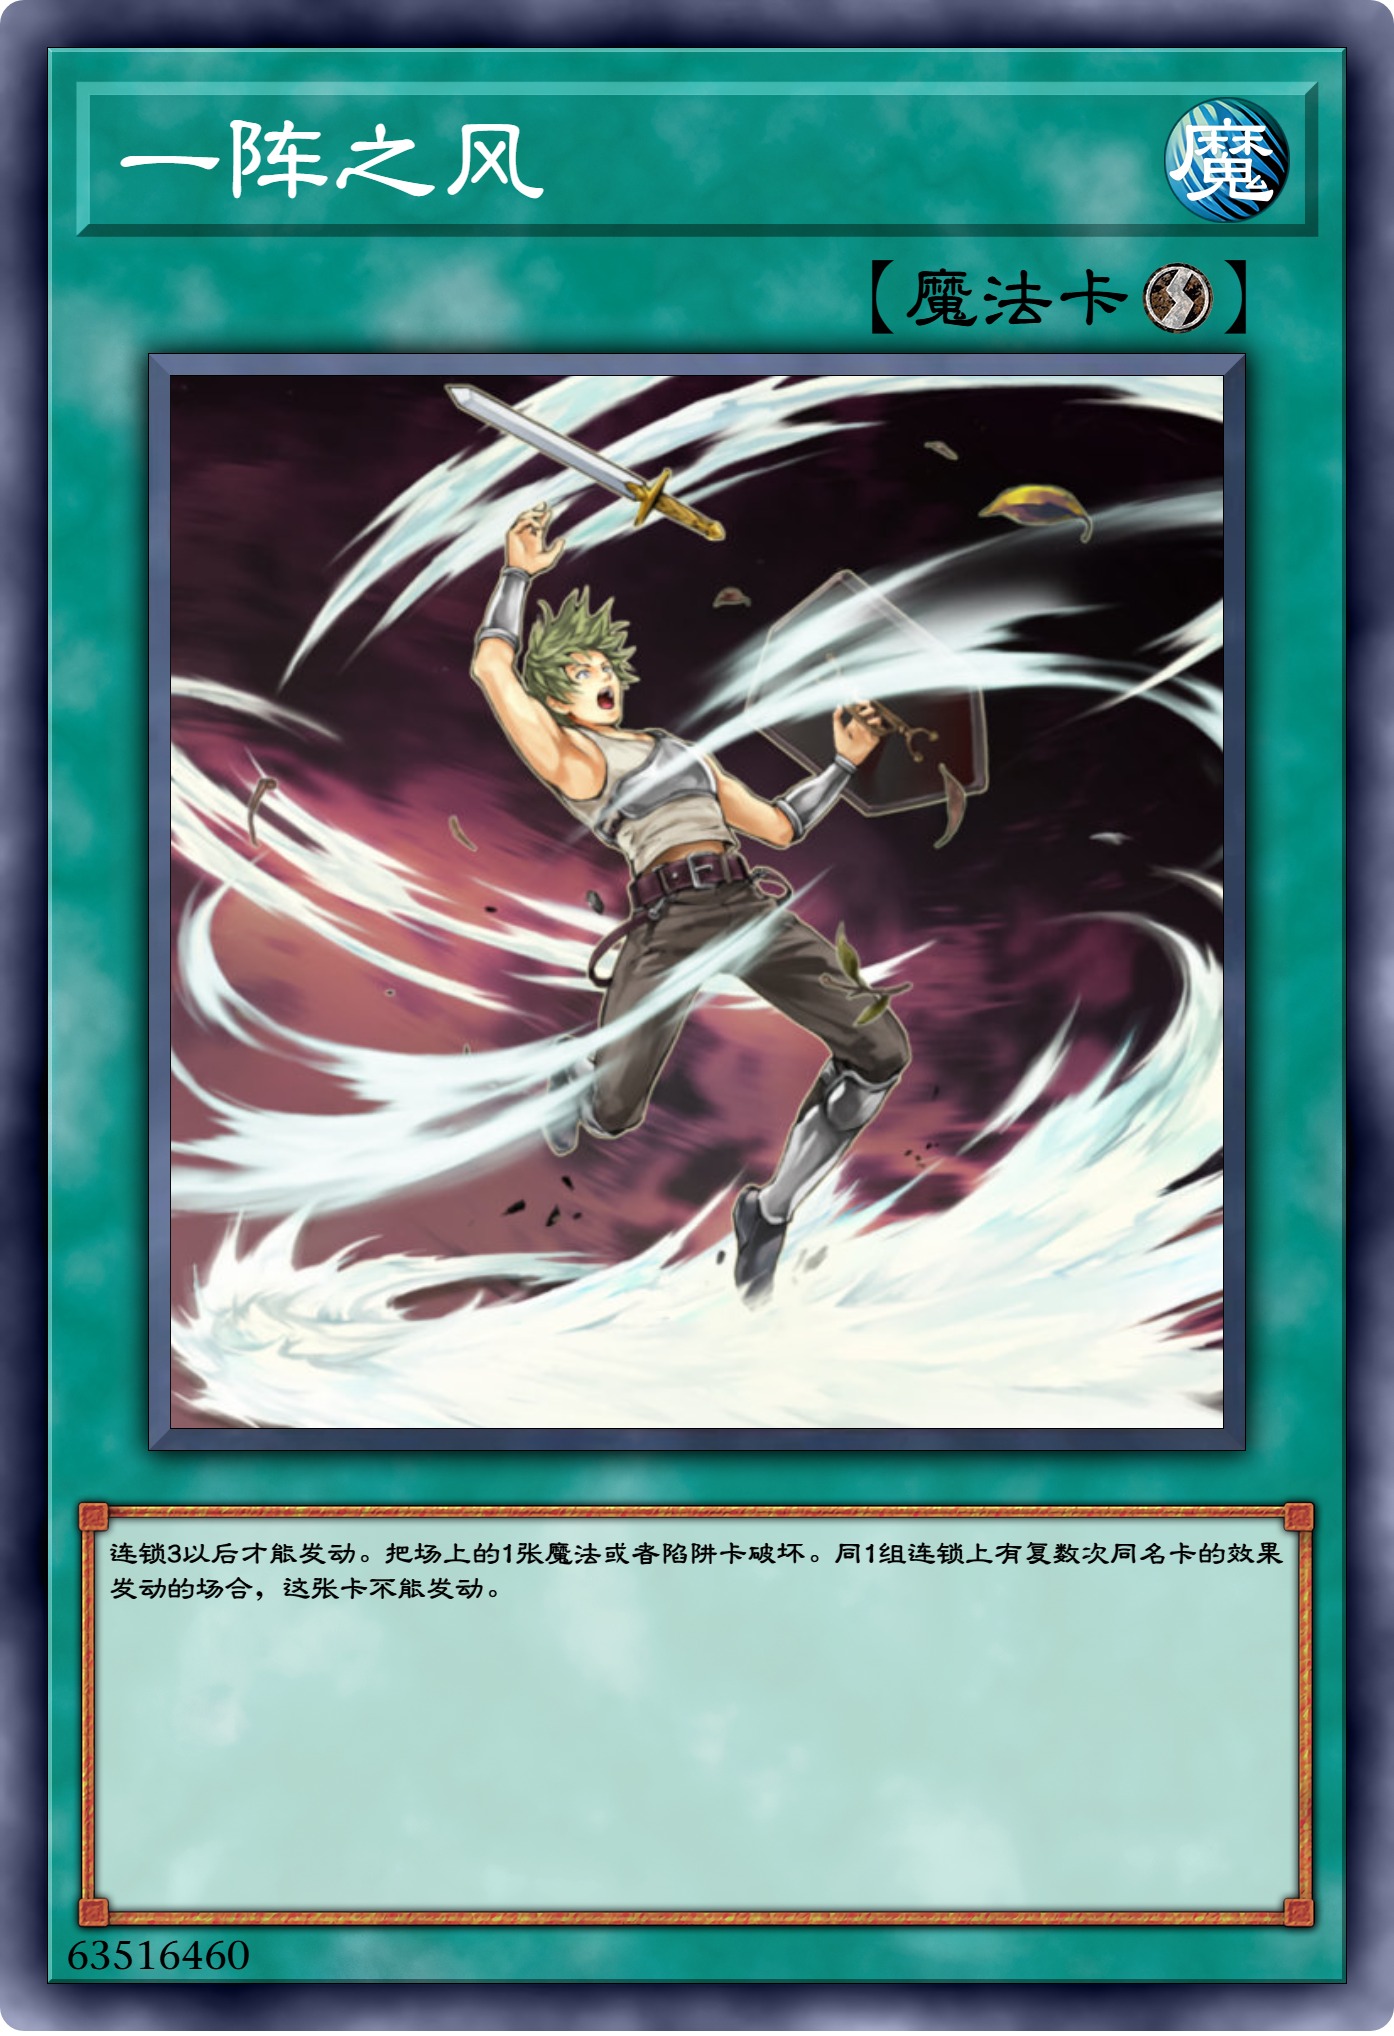 一阵之风
魔
【魔法卡】
连锁3以后才能发动。把场上的1张魔法或者陷阱卡破坏。同1组连锁上有复数次同名卡的效果
发动的场合，这张卡不能发动。
63516460